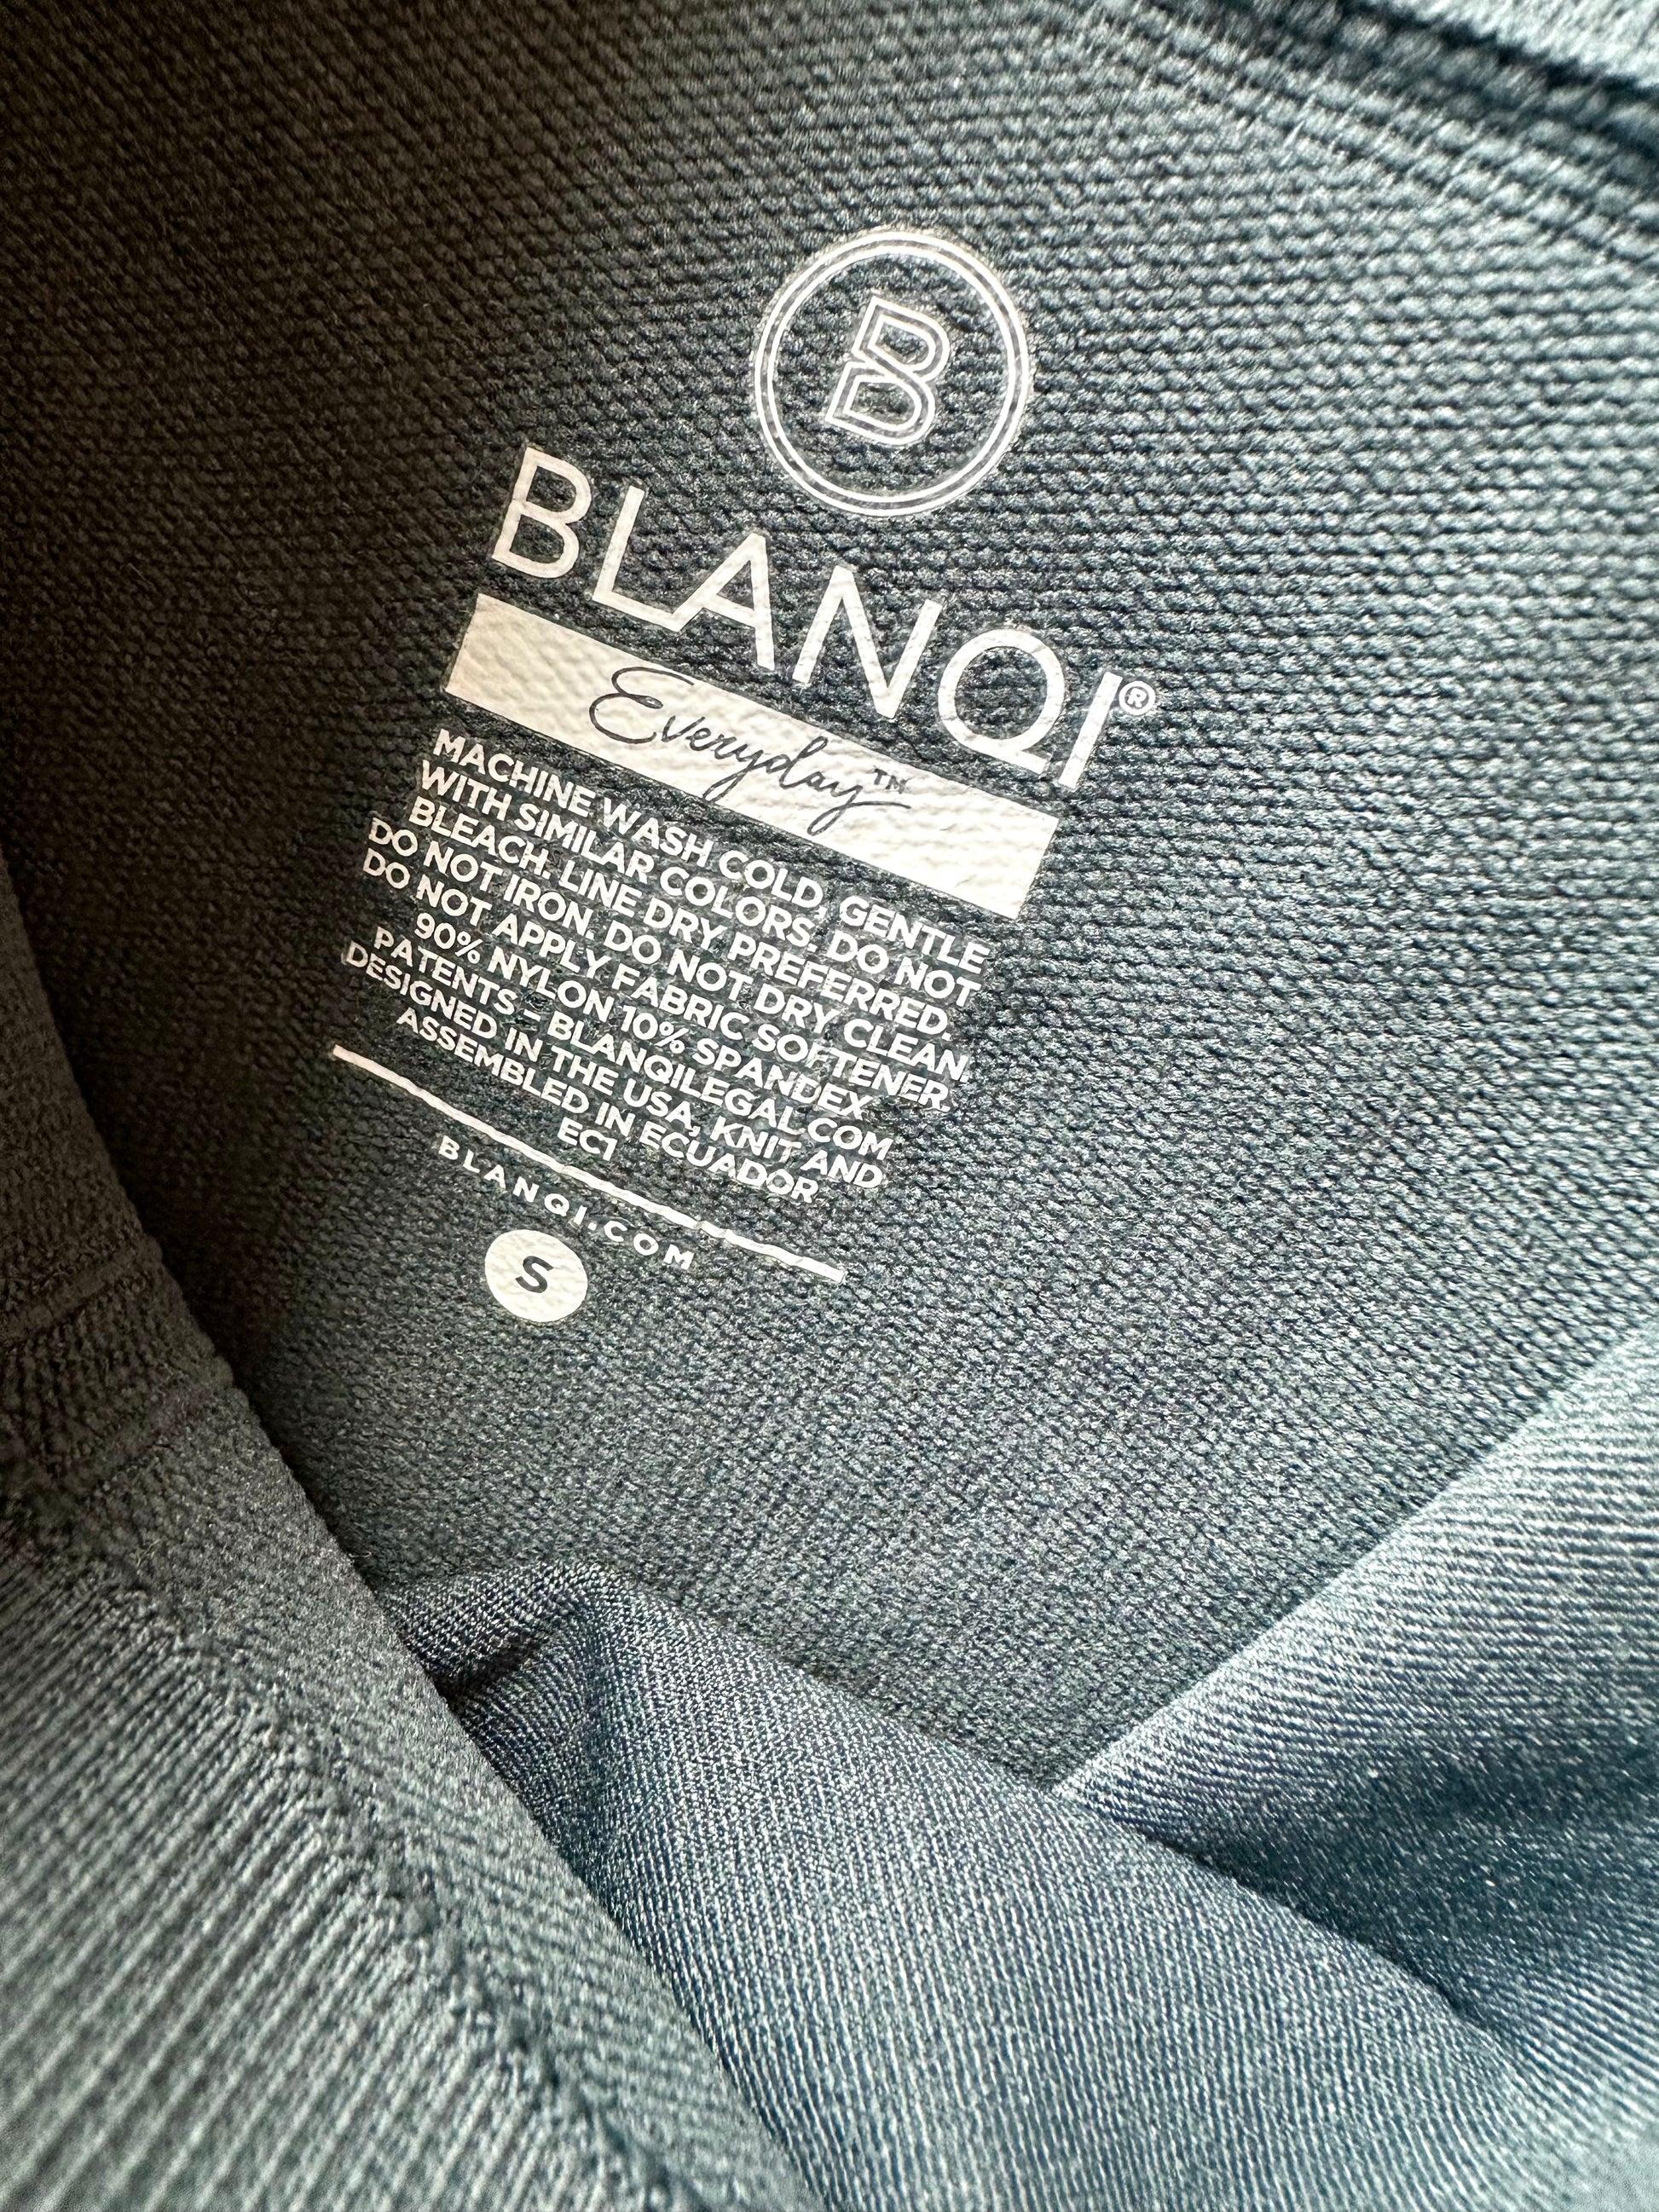 B
BLANQI®
Everyday™
MACHINE WASH COLD, GENTLE
WITH SIMILAR COLORS, DO NOT
BLEACH. LINE DRY PREFERRED.
DO NOT IRON. DO NOT DRY CLEAN.
DO NOT APPLY FABRIC SOFTENER.
90% NYLON 10% SPANDEX
PATENTS – BLANQILEGAL.COM
DESIGNED IN THE USA, KNIT AND
ASSEMBLED IN ECUADOR
EC1
BLANQI.COM
S